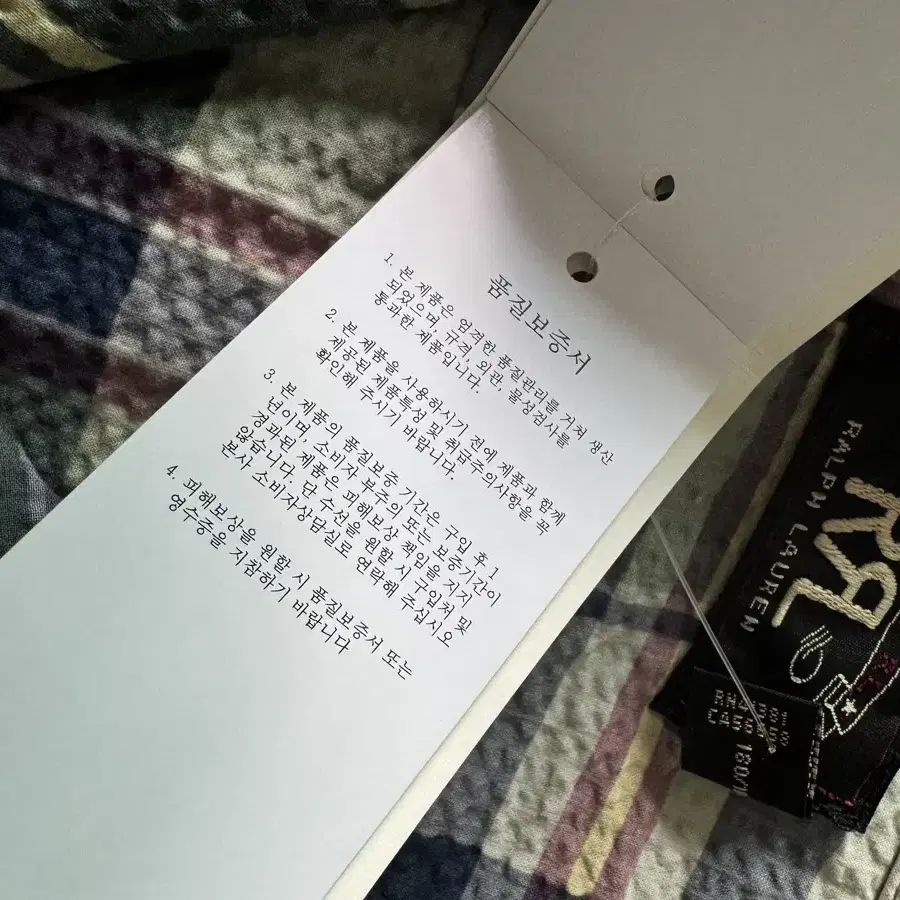 품질보증서
1. 본 제품은 엄격한 품질관리를 거쳐 생산
되었으며, 규격, 외관, 물성검사를
통과한 제품입니다.
2. 본 제품을 사용하시기 전에 제품과 함께
제공된 제품특성 및 취급주의사항을 꼭
확인해 주시기 바랍니다.
3. 본 제품의 품질보증 기간은 구입 후 1
년이며, 소비자 부주의 또는 보증기간이
경과된 제품은 피해보상 책임을 지지
않습니다. 단 수선을 원할 시 구입처 및
본사 소비자상담실로 연락해 주십시오
4. 피해보상을 원할 시 품질보증서 또는
영수증을 지참하기 바랍니다
RRL
RALPH LAUREN